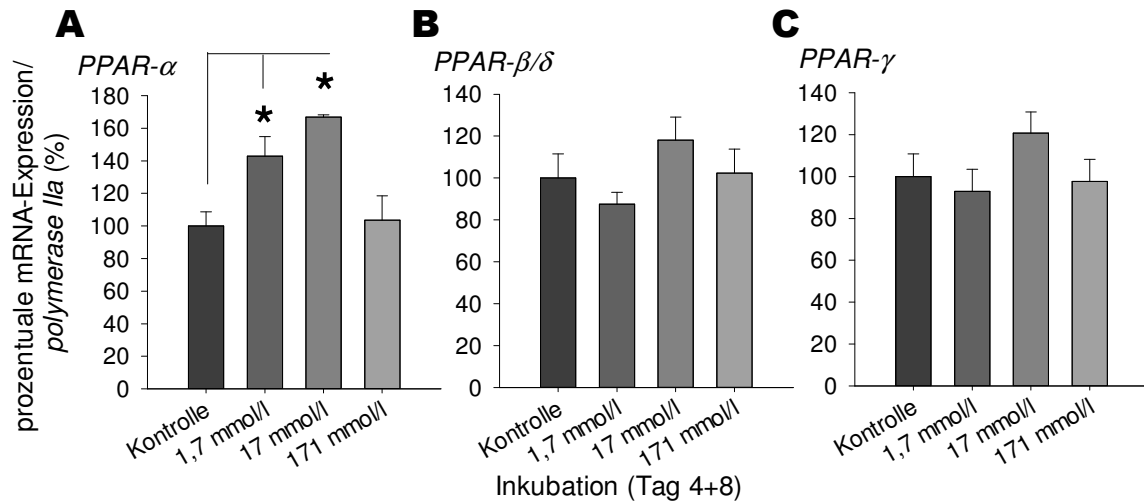 A
B
C
PPAR-α
PPAR-β/δ
PPAR-γ
prozentuale mRNA-Expression/
polymerase IIa (%)
180
160
140
120
100
80
60
40
20
0
* *
Kontrolle
1,7 mmol/l
17 mmol/l
171 mmol/l
140
120
100
80
60
40
20
0
Kontrolle
1,7 mmol/l
17 mmol/l
171 mmol/l
140
120
100
80
60
40
20
0
Kontrolle
1,7 mmol/l
17 mmol/l
171 mmol/l
Inkubation (Tag 4+8)